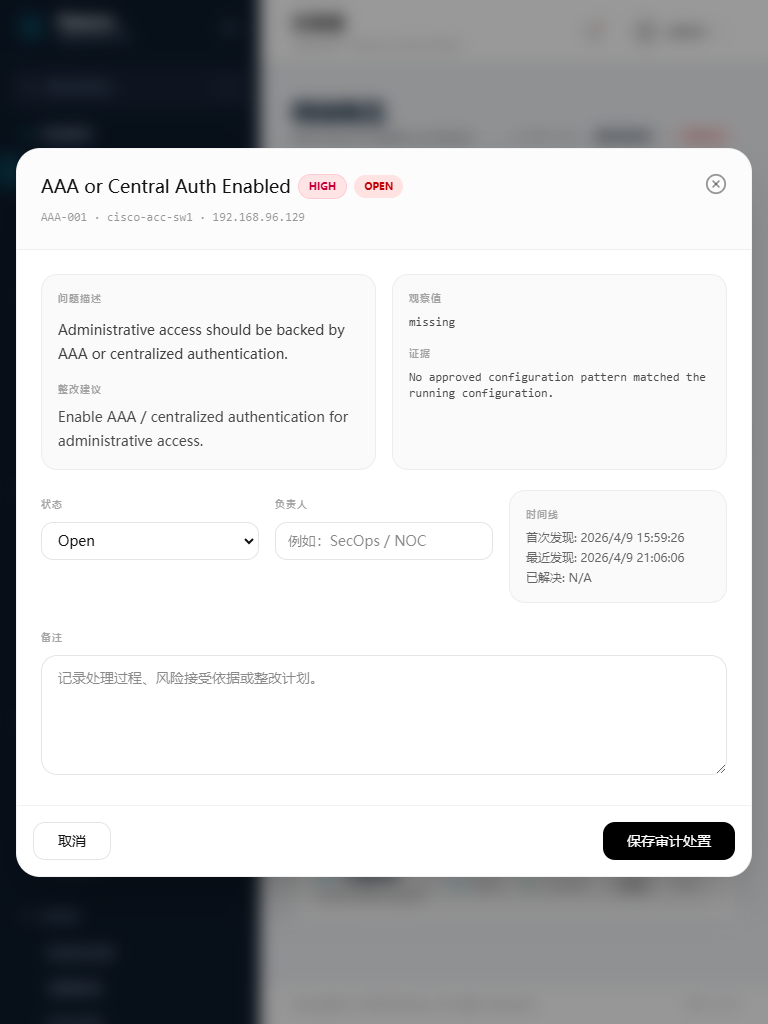 AAA or Central Auth Enabled HIGH OPEN
AAA-001 · cisco-acc-sw1 · 192.168.96.129
问题描述
Administrative access should be backed by
AAA or centralized authentication.
整改建议
Enable AAA / centralized authentication for
administrative access.
观察值
missing
证据
No approved configuration pattern matched the
running configuration.
状态
Open
负责人
例如：SecOps / NOC
时间线
首次发现: 2026/4/9 15:59:26
最近发现: 2026/4/9 21:06:06
已解决: N/A
备注
记录处理过程、风险接受依据或整改计划。
取消
保存审计处置